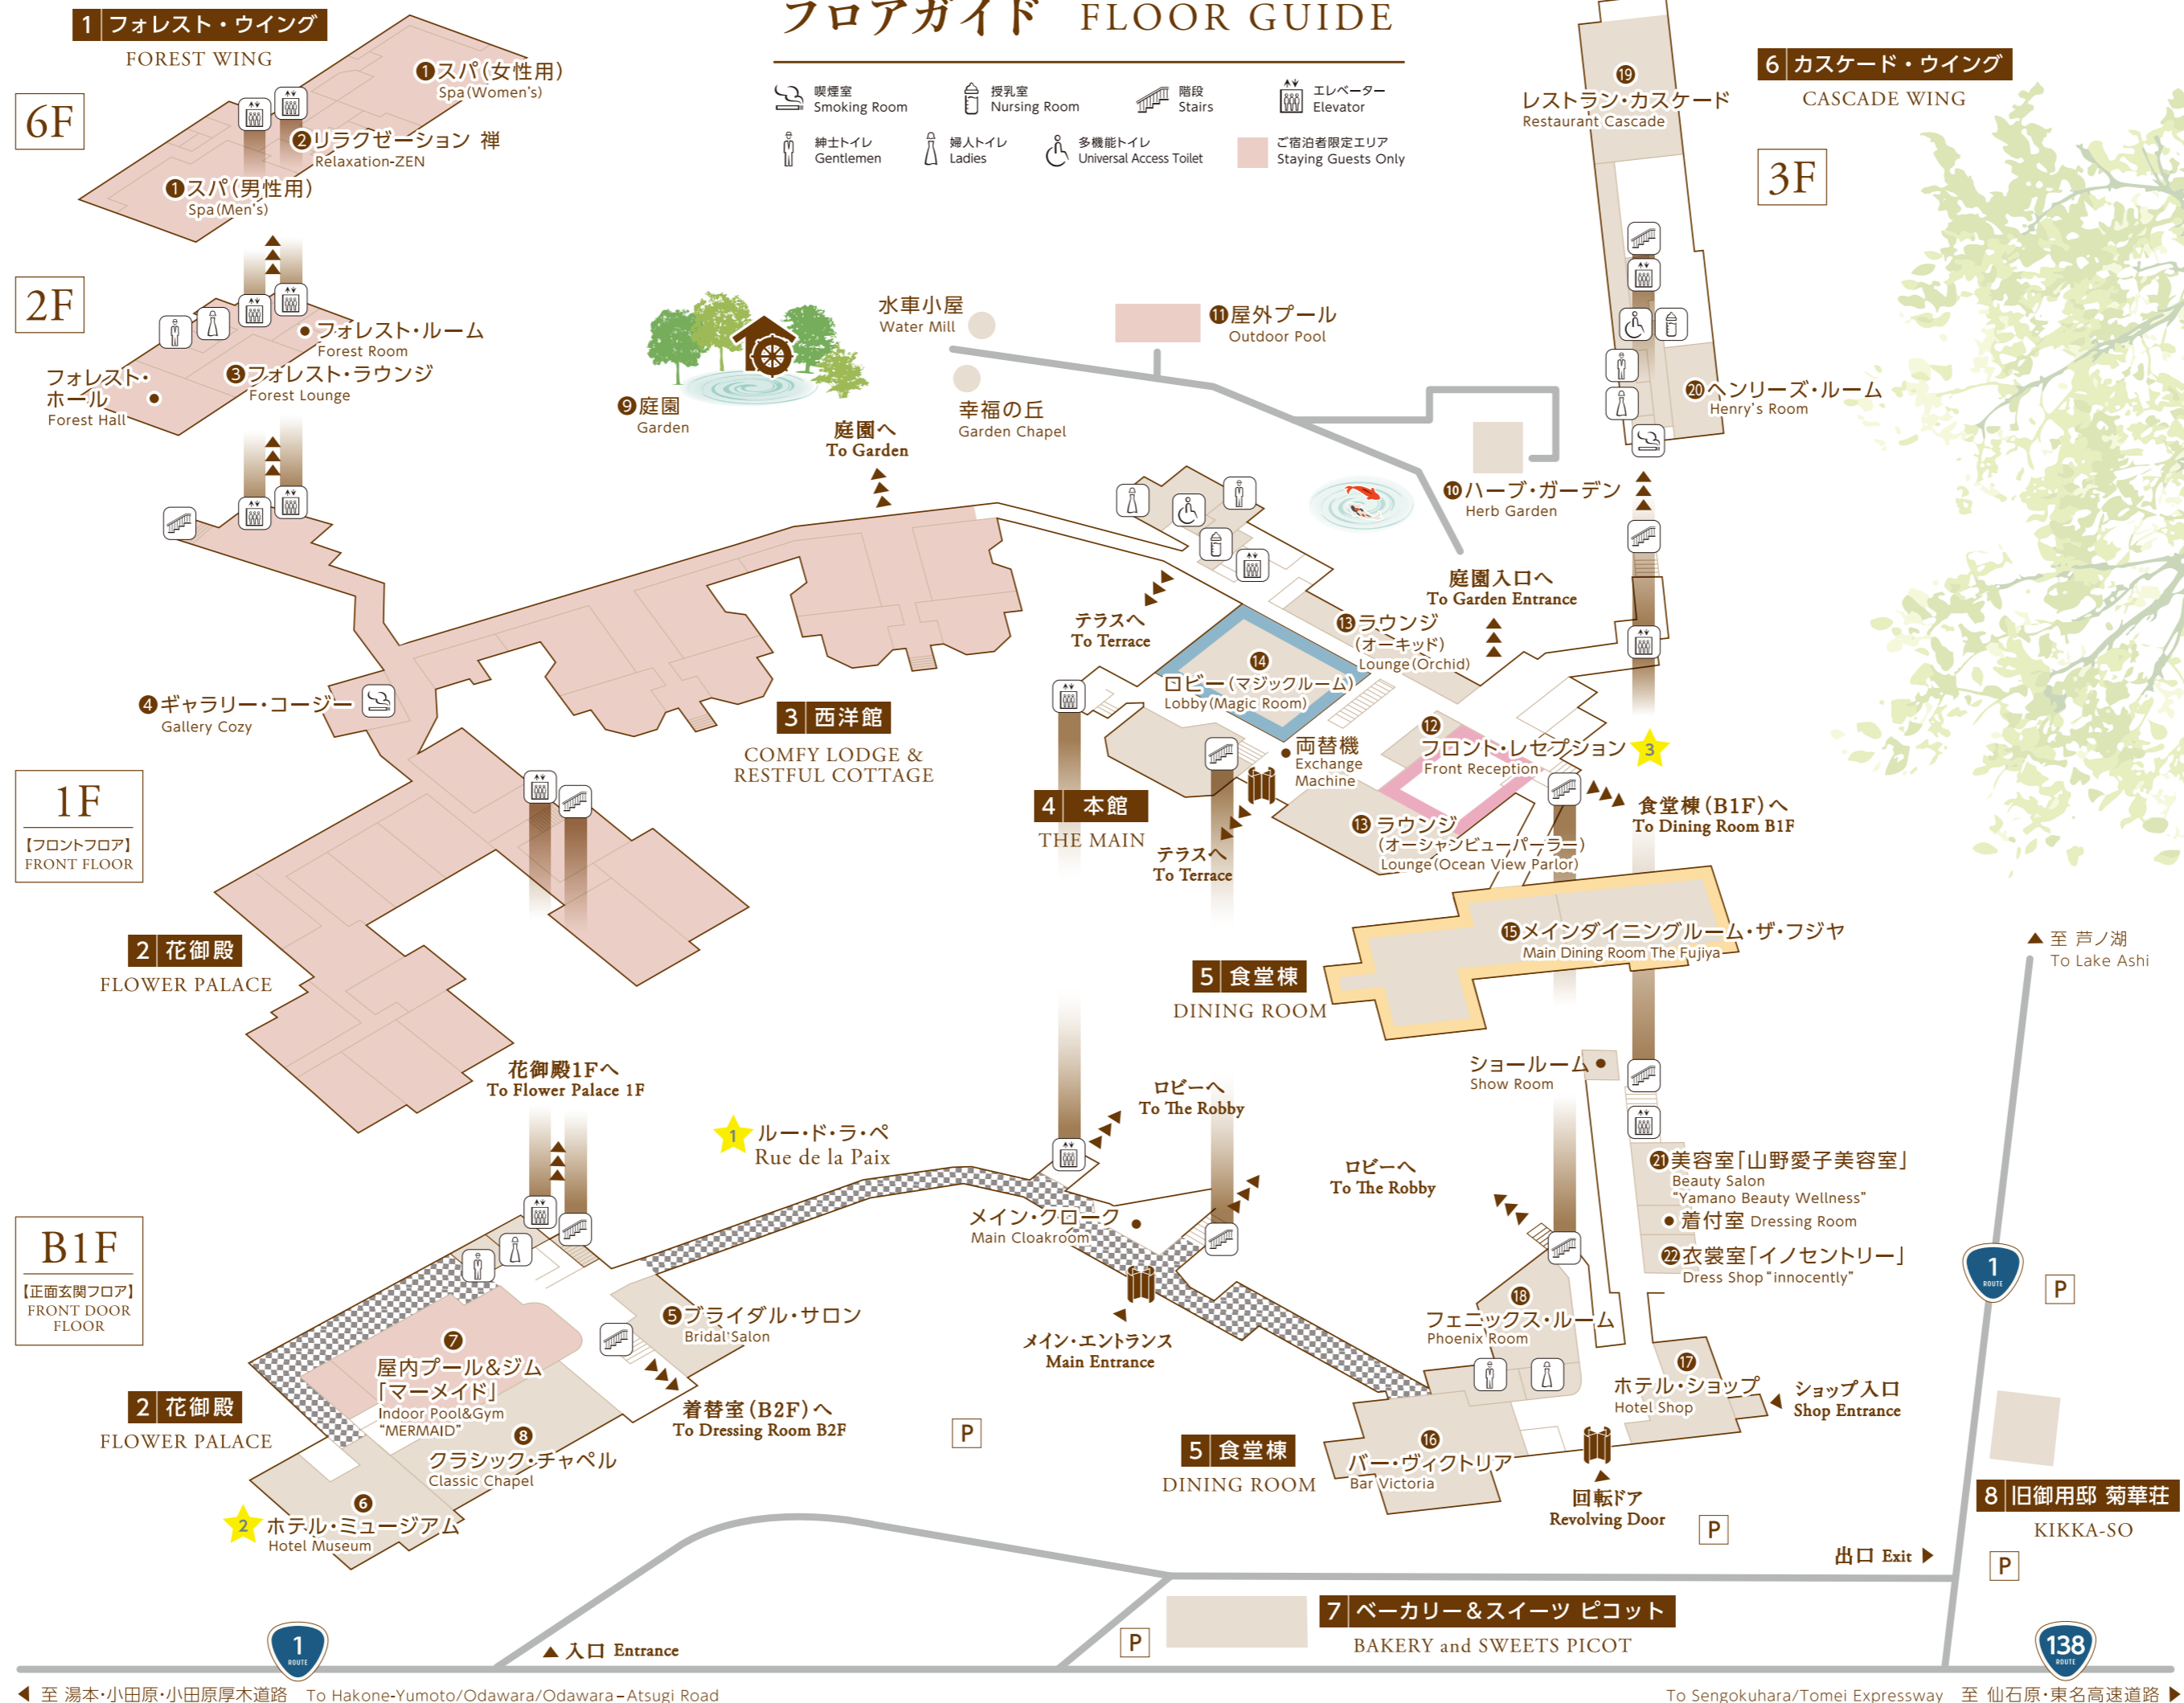 フロアガイド FLOOR GUIDE
喫煙室
Smoking Room
授乳室
Nursing Room
階段
Stairs
エレベーター
Elevator
紳士トイレ
Gentlemen
婦人トイレ
Ladies
多機能トイレ
Universal Access Toilet
ご宿泊者限定エリア
Staying Guests Only
1 フォレスト・ウイング
FOREST WING
6F
❶スパ(女性用)
Spa(Women's)
❷リラクゼーション 禅
Relaxation-ZEN
❶スパ(男性用)
Spa(Men's)
2F
フォレスト・ルーム
Forest Room
❸フォレスト・ラウンジ
Forest Lounge
フォレスト・
ホール
Forest Hall
6 カスケード・ウイング
CASCADE WING
3F
⓳
レストラン・カスケード
Restaurant Cascade
⓴ヘンリーズ・ルーム
Henry's Room
水車小屋
Water Mill
⓫屋外プール
Outdoor Pool
❾庭園
Garden
幸福の丘
Garden Chapel
庭園へ
To Garden
❿ハーブ・ガーデン
Herb Garden
庭園入口へ
To Garden Entrance
テラスへ
To Terrace
⓭ラウンジ
(オーキッド)
Lounge(Orchid)
⓮
ロビー(マジックルーム)
Lobby(Magic Room)
❹ギャラリー・コージー
Gallery Cozy
3 西洋館
COMFY LODGE &
RESTFUL COTTAGE
両替機
Exchange
Machine
⓬
フロント・レセプション
Front Reception
3
1F
【フロントフロア】
FRONT FLOOR
4 本館
THE MAIN
テラスへ
To Terrace
⓭ラウンジ
(オーシャンビューパーラー)
Lounge(Ocean View Parlor)
食堂棟(B1F)へ
To Dining Room B1F
2 花御殿
FLOWER PALACE
⓯メインダイニングルーム・ザ・フジヤ
Main Dining Room The Fujiya
5 食堂棟
DINING ROOM
至 芦ノ湖
To Lake Ashi
花御殿1Fへ
To Flower Palace 1F
ショールーム
Show Room
1 ルー・ド・ラ・ペ
Rue de la Paix
ロビーへ
To The Robby
ロビーへ
To The Robby
㉑美容室「山野愛子美容室」
Beauty Salon
"Yamano Beauty Wellness"
着付室 Dressing Room
㉒衣裳室「イノセントリー」
Dress Shop "innocently"
B1F
【正面玄関フロア】
FRONT DOOR
FLOOR
メイン・クローク
Main Cloakroom
❺ブライダル・サロン
Bridal Salon
メイン・エントランス
Main Entrance
⓲
フェニックス・ルーム
Phoenix Room
1
ROUTE
P
❼
屋内プール&ジム
「マーメイド」
Indoor Pool&Gym
"MERMAID"
2 花御殿
FLOWER PALACE
着替室(B2F)へ
To Dressing Room B2F
❽
クラシック・チャペル
Classic Chapel
❻
2 ホテル・ミュージアム
Hotel Museum
P
⓱
ホテル・ショップ
Hotel Shop
ショップ入口
Shop Entrance
5 食堂棟
DINING ROOM
⓰
バー・ヴィクトリア
Bar Victoria
回転ドア
Revolving Door
P
8 旧御用邸 菊華荘
KIKKA-SO
出口 Exit
P
7 ベーカリー&スイーツ ピコット
BAKERY and SWEETS PICOT
P
入口 Entrance
1
ROUTE
138
ROUTE
至 湯本・小田原・小田原厚木道路 To Hakone-Yumoto/Odawara/Odawara–Atsugi Road
To Sengokuhara/Tomei Expressway 至 仙石原・東名高速道路